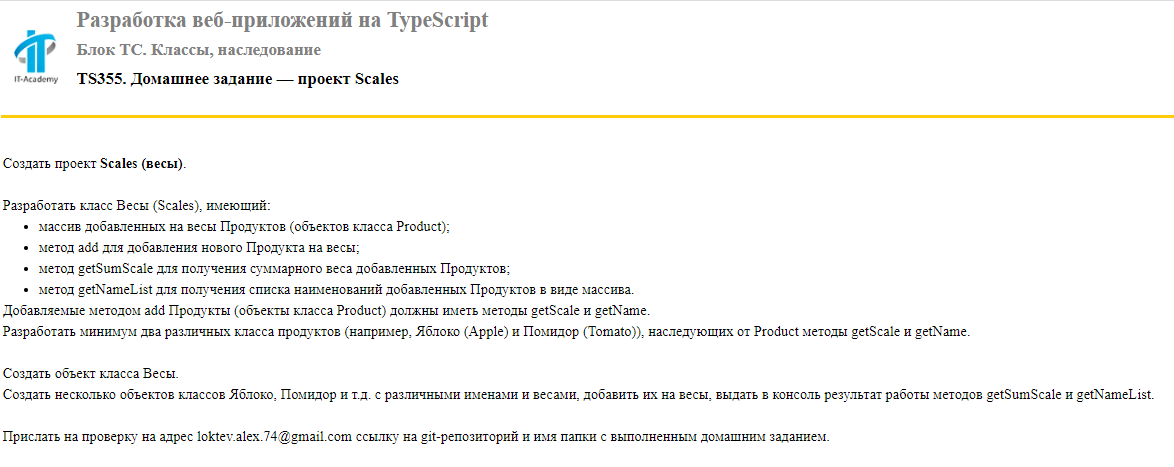 Разработка веб-приложений на TypeScript
Блок ТС. Классы, наследование
IT-Academy
TS355. Домашнее задание — проект Scales
Создать проект Scales (весы).
Разработать класс Весы (Scales), имеющий:
• массив добавленных на весы Продуктов (объектов класса Product);
• метод add для добавления нового Продукта на весы;
• метод getSumScale для получения суммарного веса добавленных Продуктов;
• метод getNameList для получения списка наименований добавленных Продуктов в виде массива.
Добавляемые методом add Продукты (объекты класса Product) должны иметь методы getScale и getName.
Разработать минимум два различных класса продуктов (например, Яблоко (Apple) и Помидор (Tomato)), наследующих от Product методы getScale и getName.
Создать объект класса Весы.
Создать несколько объектов классов Яблоко, Помидор и т.д. с различными именами и весами, добавить их на весы, выдать в консоль результат работы методов getSumScale и getNameList.
Прислать на проверку на адрес loktev.alex.74@gmail.com ссылку на git-репозиторий и имя папки с выполненным домашним заданием.